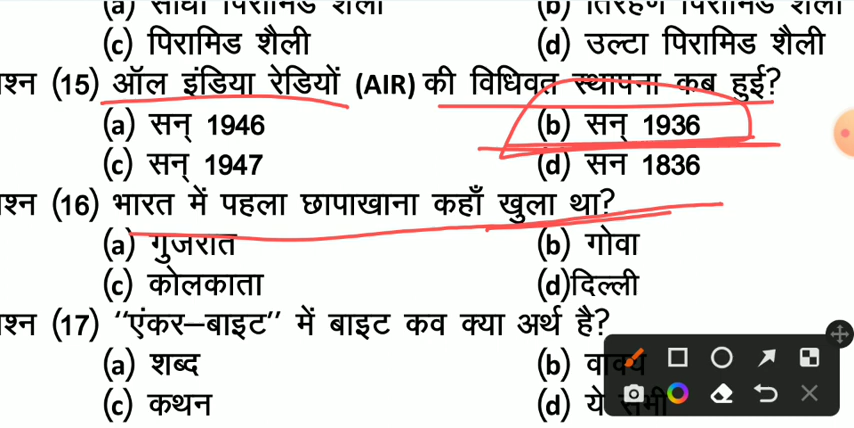 (c) पिरामिड शैली (d) उल्टा पिरामिड शैली
(15) ऑल इंडिया रेडियों (AIR) की विधिवत स्थापना कब हुई?
(a) सन् 1946 (b) सन् 1936
(c) सन् 1947 (d) सन 1836
(16) भारत में पहला छापाखाना कहाँ खुला था?
(a) गुजरात (b) गोवा
(c) कोलकाता (d)दिल्ली
(17) ‘‘एंकर–बाइट’’ में बाइट कव क्या अर्थ है?
(a) शब्द (b) वाक्य
(c) कथन (d) ये सभी